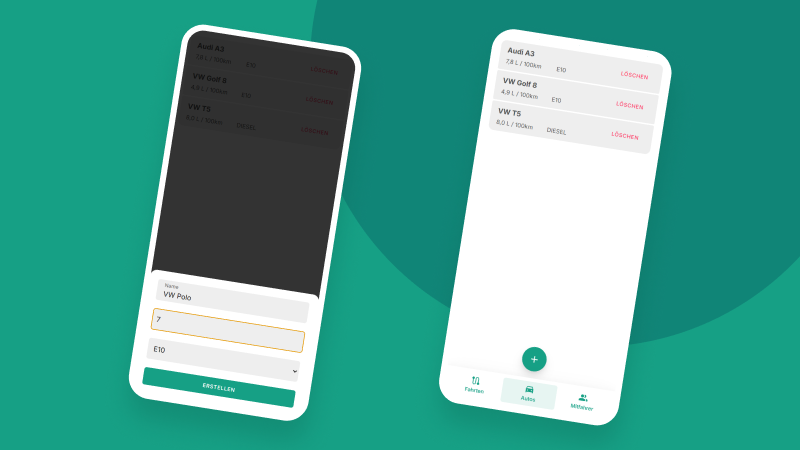 Audi A3
7,8 L / 100km E10 LÖSCHEN
VW Golf 8
4,9 L / 100km E10 LÖSCHEN
VW T5
8,0 L / 100km DIESEL LÖSCHEN
Name
VW Polo
7
E10
ERSTELLEN
Audi A3
7,8 L / 100km E10 LÖSCHEN
VW Golf 8
4,9 L / 100km E10 LÖSCHEN
VW T5
8,0 L / 100km DIESEL LÖSCHEN
+
Fahrten Autos Mitfahrer